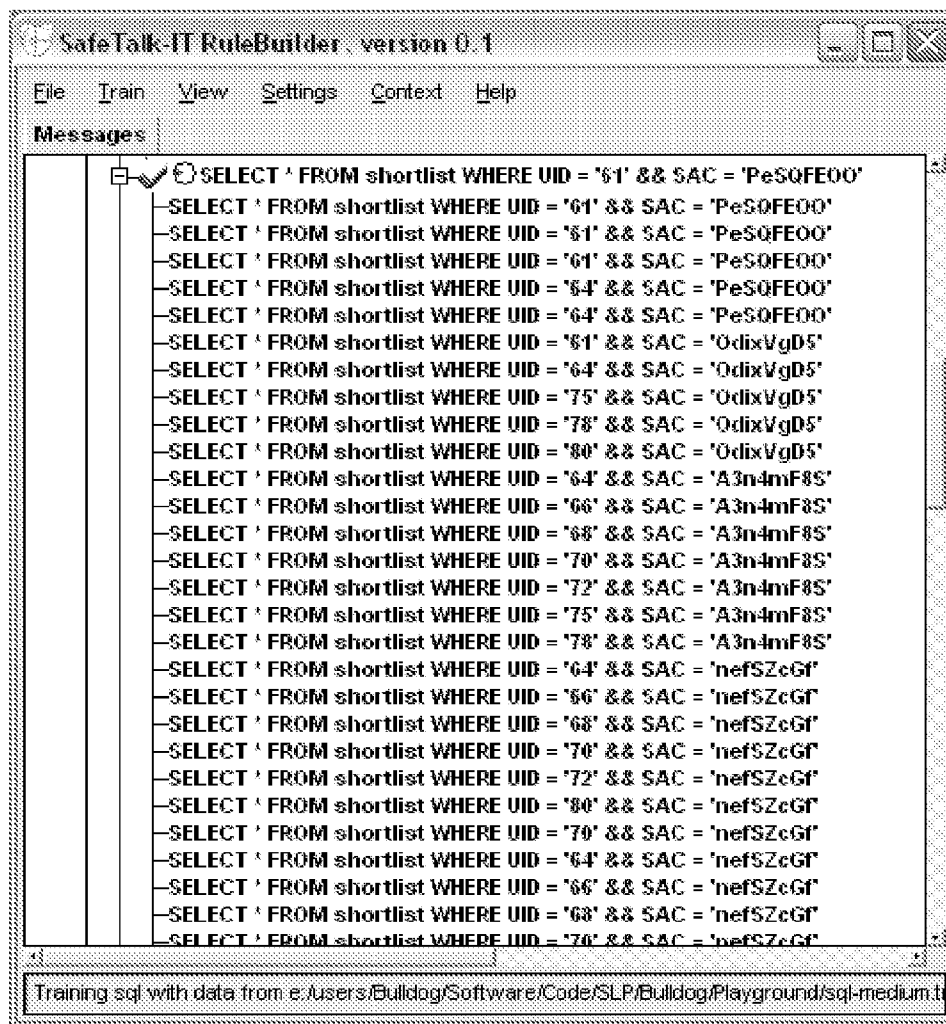 SafeTalk-IT RuleBuilder, version 0.1
File Train View Settings Context Help
Messages
SELECT * FROM shortlist WHERE UID = '61' && SAC = 'PeSQFEOO'
SELECT * FROM shortlist WHERE UID = '61' && SAC = 'PeSQFEOO'
SELECT * FROM shortlist WHERE UID = '61' && SAC = 'PeSQFEOO'
SELECT * FROM shortlist WHERE UID = '61' && SAC = 'PeSQFEOO'
SELECT * FROM shortlist WHERE UID = '64' && SAC = 'PeSQFEOO'
SELECT * FROM shortlist WHERE UID = '64' && SAC = 'PeSQFEOO'
SELECT * FROM shortlist WHERE UID = '61' && SAC = 'OdixVgD5'
SELECT * FROM shortlist WHERE UID = '64' && SAC = 'OdixVgD5'
SELECT * FROM shortlist WHERE UID = '75' && SAC = 'OdixVgD5'
SELECT * FROM shortlist WHERE UID = '78' && SAC = 'OdixVgD5'
SELECT * FROM shortlist WHERE UID = '80' && SAC = 'OdixVgD5'
SELECT * FROM shortlist WHERE UID = '64' && SAC = 'A3n4mF8S'
SELECT * FROM shortlist WHERE UID = '66' && SAC = 'A3n4mF8S'
SELECT * FROM shortlist WHERE UID = '68' && SAC = 'A3n4mF8S'
SELECT * FROM shortlist WHERE UID = '70' && SAC = 'A3n4mF8S'
SELECT * FROM shortlist WHERE UID = '72' && SAC = 'A3n4mF8S'
SELECT * FROM shortlist WHERE UID = '75' && SAC = 'A3n4mF8S'
SELECT * FROM shortlist WHERE UID = '78' && SAC = 'A3n4mF8S'
SELECT * FROM shortlist WHERE UID = '64' && SAC = 'nefSZcGf'
SELECT * FROM shortlist WHERE UID = '66' && SAC = 'nefSZcGf'
SELECT * FROM shortlist WHERE UID = '68' && SAC = 'nefSZcGf'
SELECT * FROM shortlist WHERE UID = '70' && SAC = 'nefSZcGf'
SELECT * FROM shortlist WHERE UID = '72' && SAC = 'nefSZcGf'
SELECT * FROM shortlist WHERE UID = '80' && SAC = 'nefSZcGf'
SELECT * FROM shortlist WHERE UID = '70' && SAC = 'nefSZcGf'
SELECT * FROM shortlist WHERE UID = '64' && SAC = 'nefSZcGf'
SELECT * FROM shortlist WHERE UID = '66' && SAC = 'nefSZcGf'
SELECT * FROM shortlist WHERE UID = '68' && SAC = 'nefSZcGf'
SELECT * FROM shortlist WHERE UID = '70' && SAC = 'nefSZcGf'
Training sql with data from e:/users/Bulldog/Software/Code/SLP/Bulldog/Playground/sql-medium.t